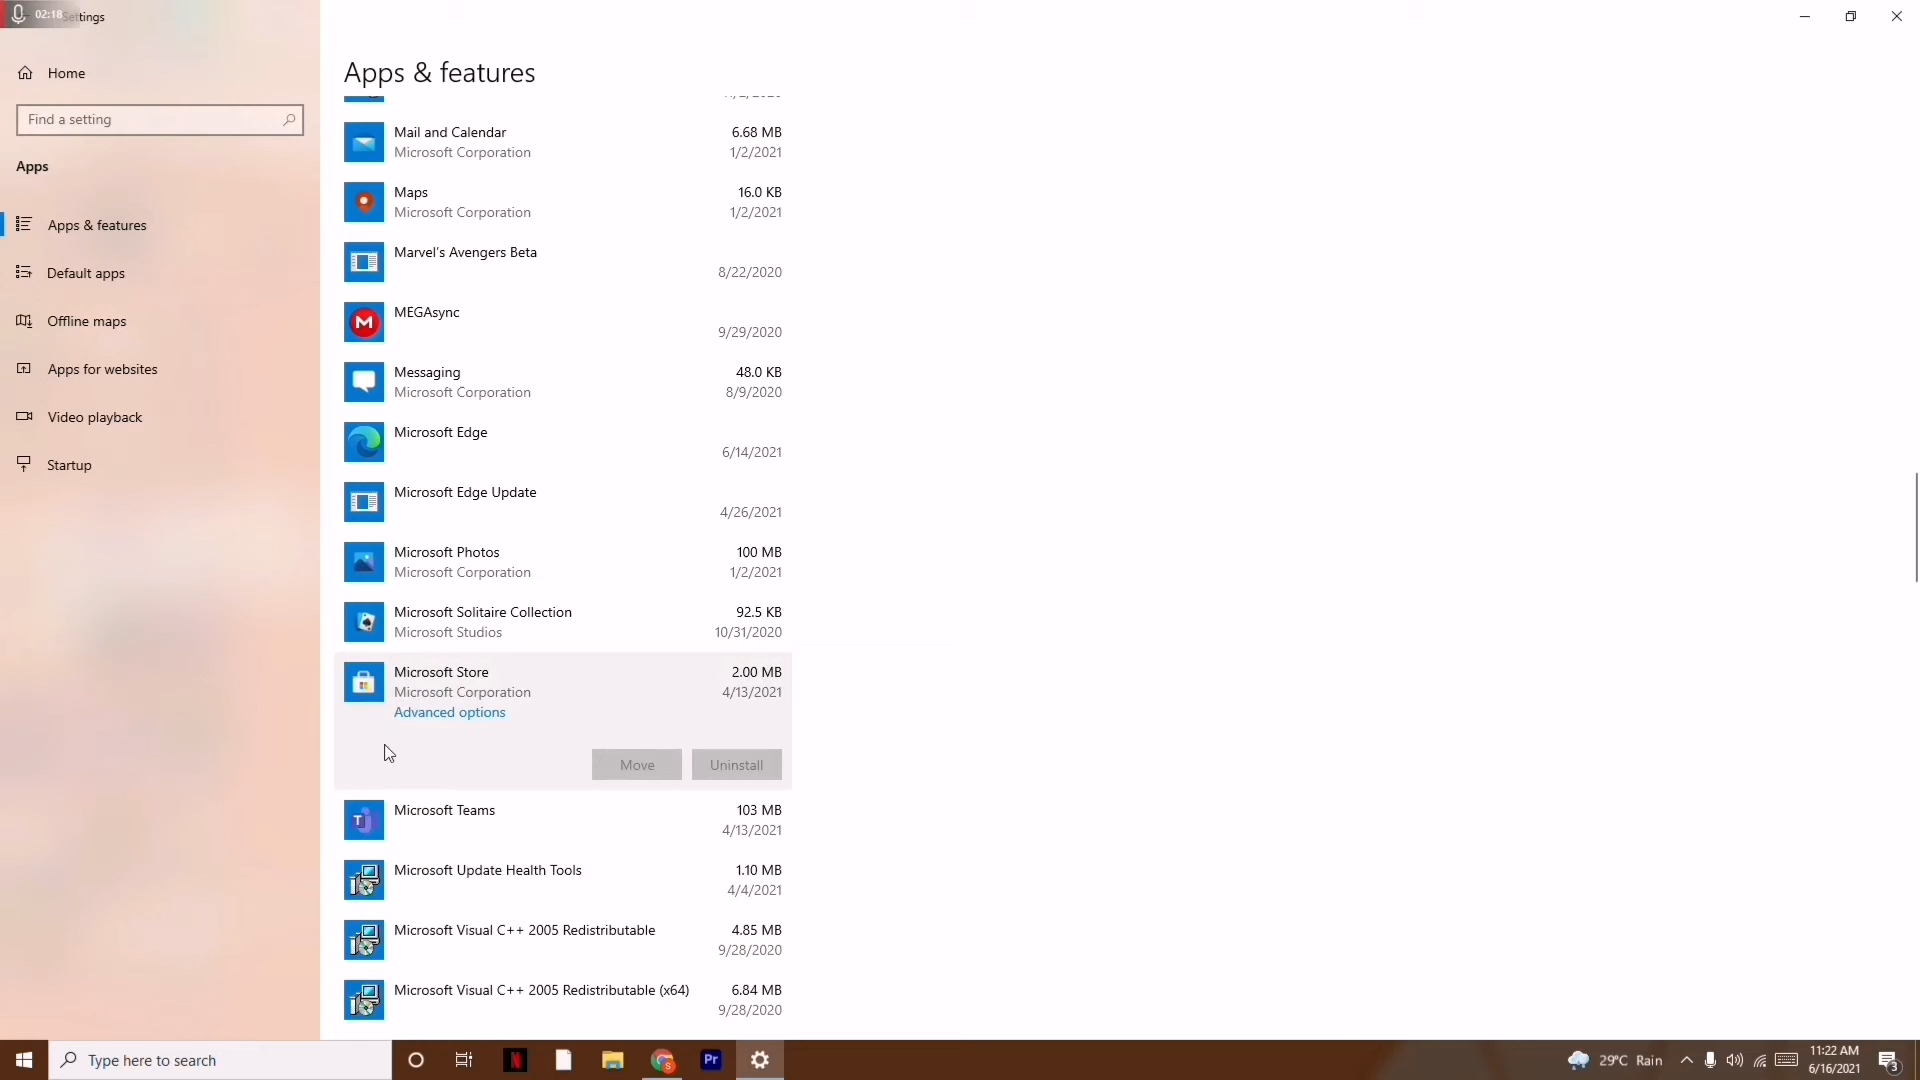 02:18
ttings
Home
Find a setting
Apps
Apps & features
Default apps
Offline maps
Apps for websites
Video playback
Startup
Apps & features
Mail and Calendar 6.68 MB
Microsoft Corporation 1/2/2021
Maps 16.0 KB
Microsoft Corporation 1/2/2021
Marvel's Avengers Beta
8/22/2020
MEGAsync
9/29/2020
Messaging 48.0 KB
Microsoft Corporation 8/9/2020
Microsoft Edge
6/14/2021
Microsoft Edge Update
4/26/2021
Microsoft Photos 100 MB
Microsoft Corporation 1/2/2021
Microsoft Solitaire Collection 92.5 KB
Microsoft Studios 10/31/2020
Microsoft Store 2.00 MB
Microsoft Corporation 4/13/2021
Advanced options
Move Uninstall
Microsoft Teams 103 MB
4/13/2021
Microsoft Update Health Tools 1.10 MB
4/4/2021
Microsoft Visual C++ 2005 Redistributable 4.85 MB
9/28/2020
Microsoft Visual C++ 2005 Redistributable (x64) 6.84 MB
9/28/2020
Type here to search
Pr
29°C Rain
11:22 AM
6/16/2021
3